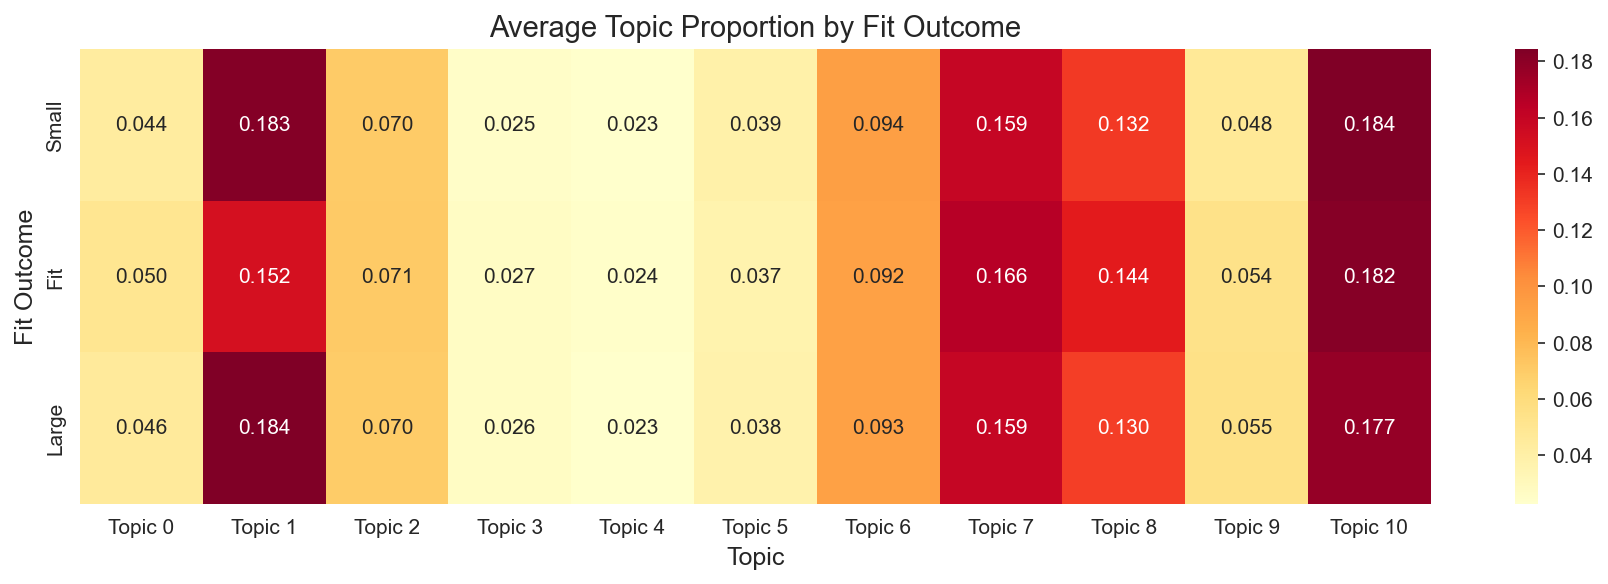 Average Topic Proportion by Fit Outcome
Fit Outcome
Small
0.044 0.183 0.070 0.025 0.023 0.039 0.094 0.159 0.132 0.048 0.184
Fit
0.050 0.152 0.071 0.027 0.024 0.037 0.092 0.166 0.144 0.054 0.182
Large
0.046 0.184 0.070 0.026 0.023 0.038 0.093 0.159 0.130 0.055 0.177
Topic 0 Topic 1 Topic 2 Topic 3 Topic 4 Topic 5 Topic 6 Topic 7 Topic 8 Topic 9 Topic 10
Topic
0.18
0.16
0.14
0.12
0.10
0.08
0.06
0.04